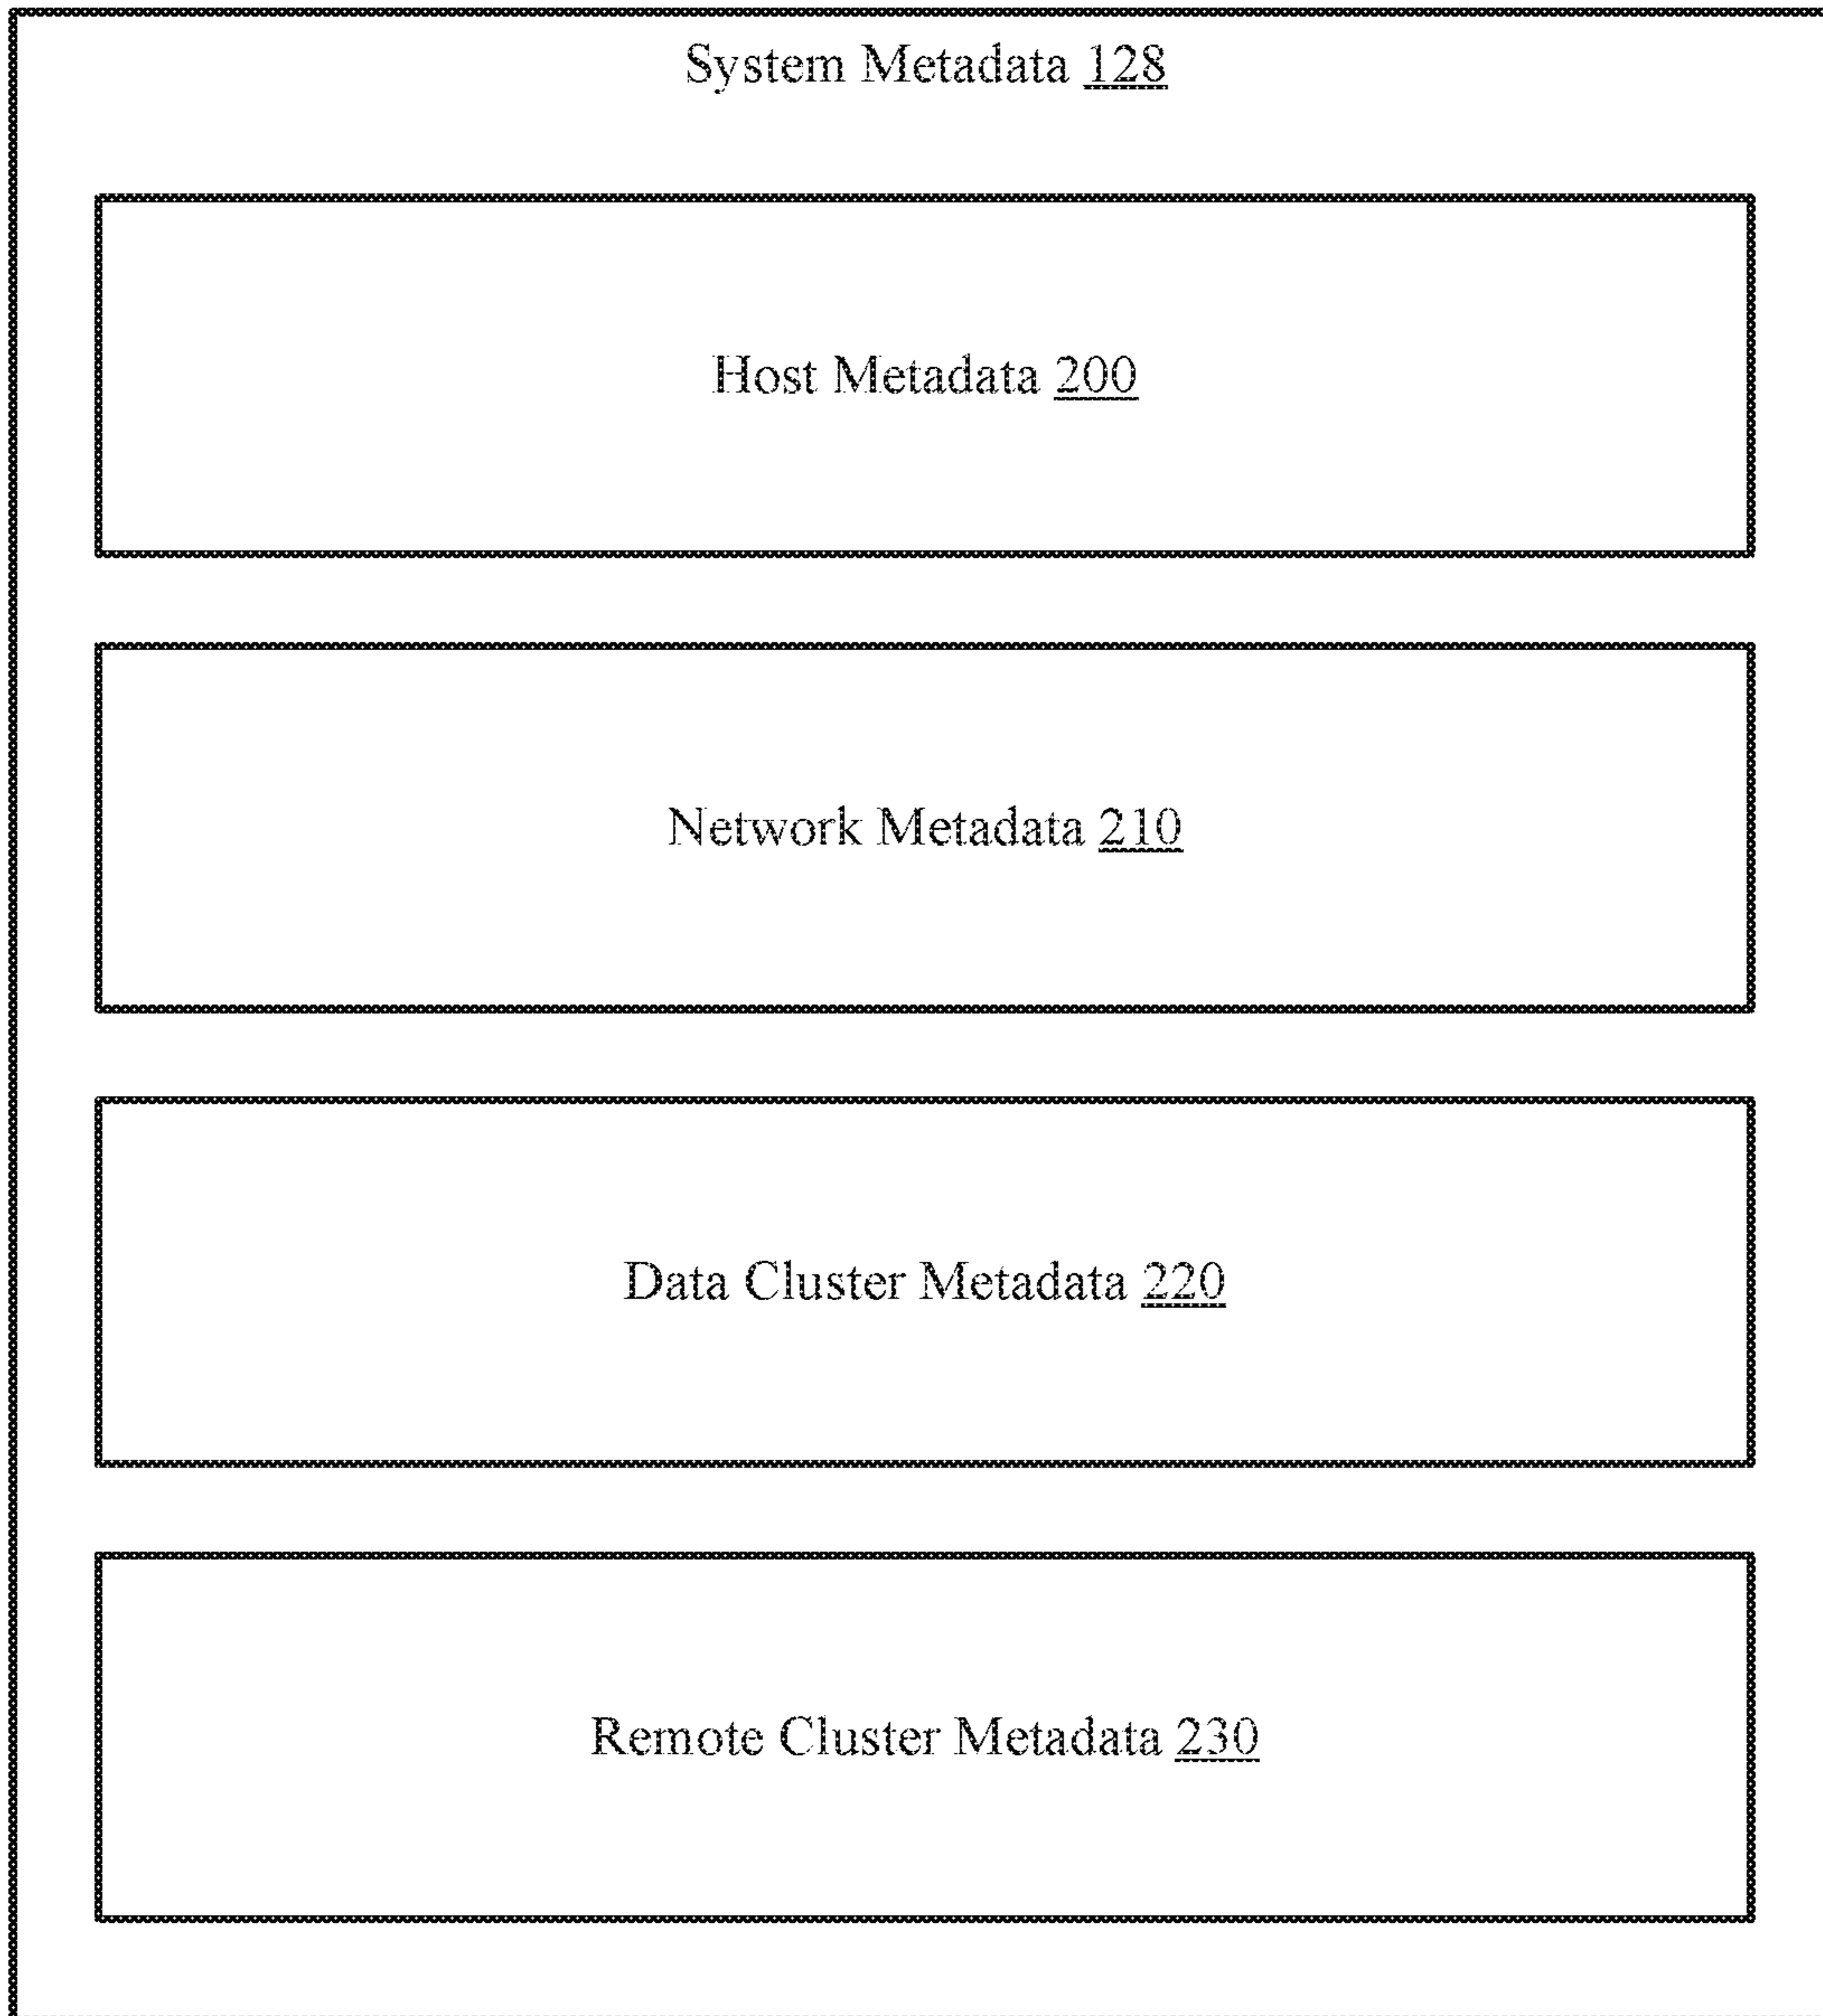 System Metadata 128
Host Metadata 200
Network Metadata 210
Data Cluster Metadata 220
Remote Cluster Metadata 230